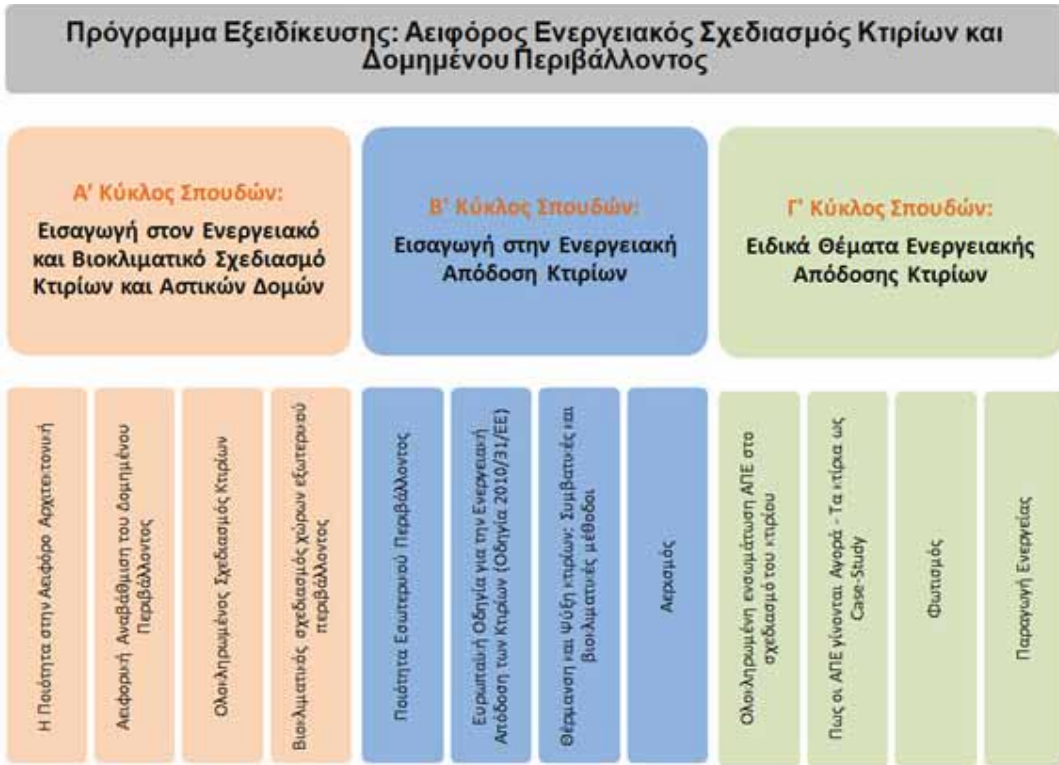 Πρόγραμμα Εξειδίκευσης: Αειφόρος Ενεργειακός Σχεδιασμός Κτιρίων και
Δομημένου Περιβάλλοντος
Α' Κύκλος Σπουδών:
Εισαγωγή στον Ενεργειακό
και Βιοκλιματικό Σχεδιασμό
Κτιρίων και Αστικών Δομών
Β' Κύκλος Σπουδών:
Εισαγωγή στην Ενεργειακή
Απόδοση Κτιρίων
Γ' Κύκλος Σπουδών:
Ειδικά Θέματα Ενεργειακής
Απόδοσης Κτιρίων
Η Ποιότητα στην Αειφόρο Αρχιτεκτονική
Αειφορική Αναβάθμιση του Δομημένου
Περιβάλλοντος
Ολοκληρωμένος Σχεδιασμός Κτιρίων
Βιοκλιματικός σχεδιασμός χώρων εξωτερικού
περιβάλλοντος
Ποιότητα Εσωτερικού Περιβάλλοντος
Ευρωπαϊκή Οδηγία για την Ενεργειακή
Απόδοση των Κτιρίων (Οδηγία 2010/31/ΕΕ)
Θέρμανση και Ψύξη κτιρίων: Συμβατικές και
βιοκλιματικές μέθοδοι
Αερισμός
Ολοκληρωμένη ενσωμάτωση ΑΠΕ στο
σχεδιασμό του κτιρίου
Πως οι ΑΠΕ γίνονται Αγορά - Τα κτίρια ως
Case-Study
Φωτισμός
Παραγωγή Ενεργείας